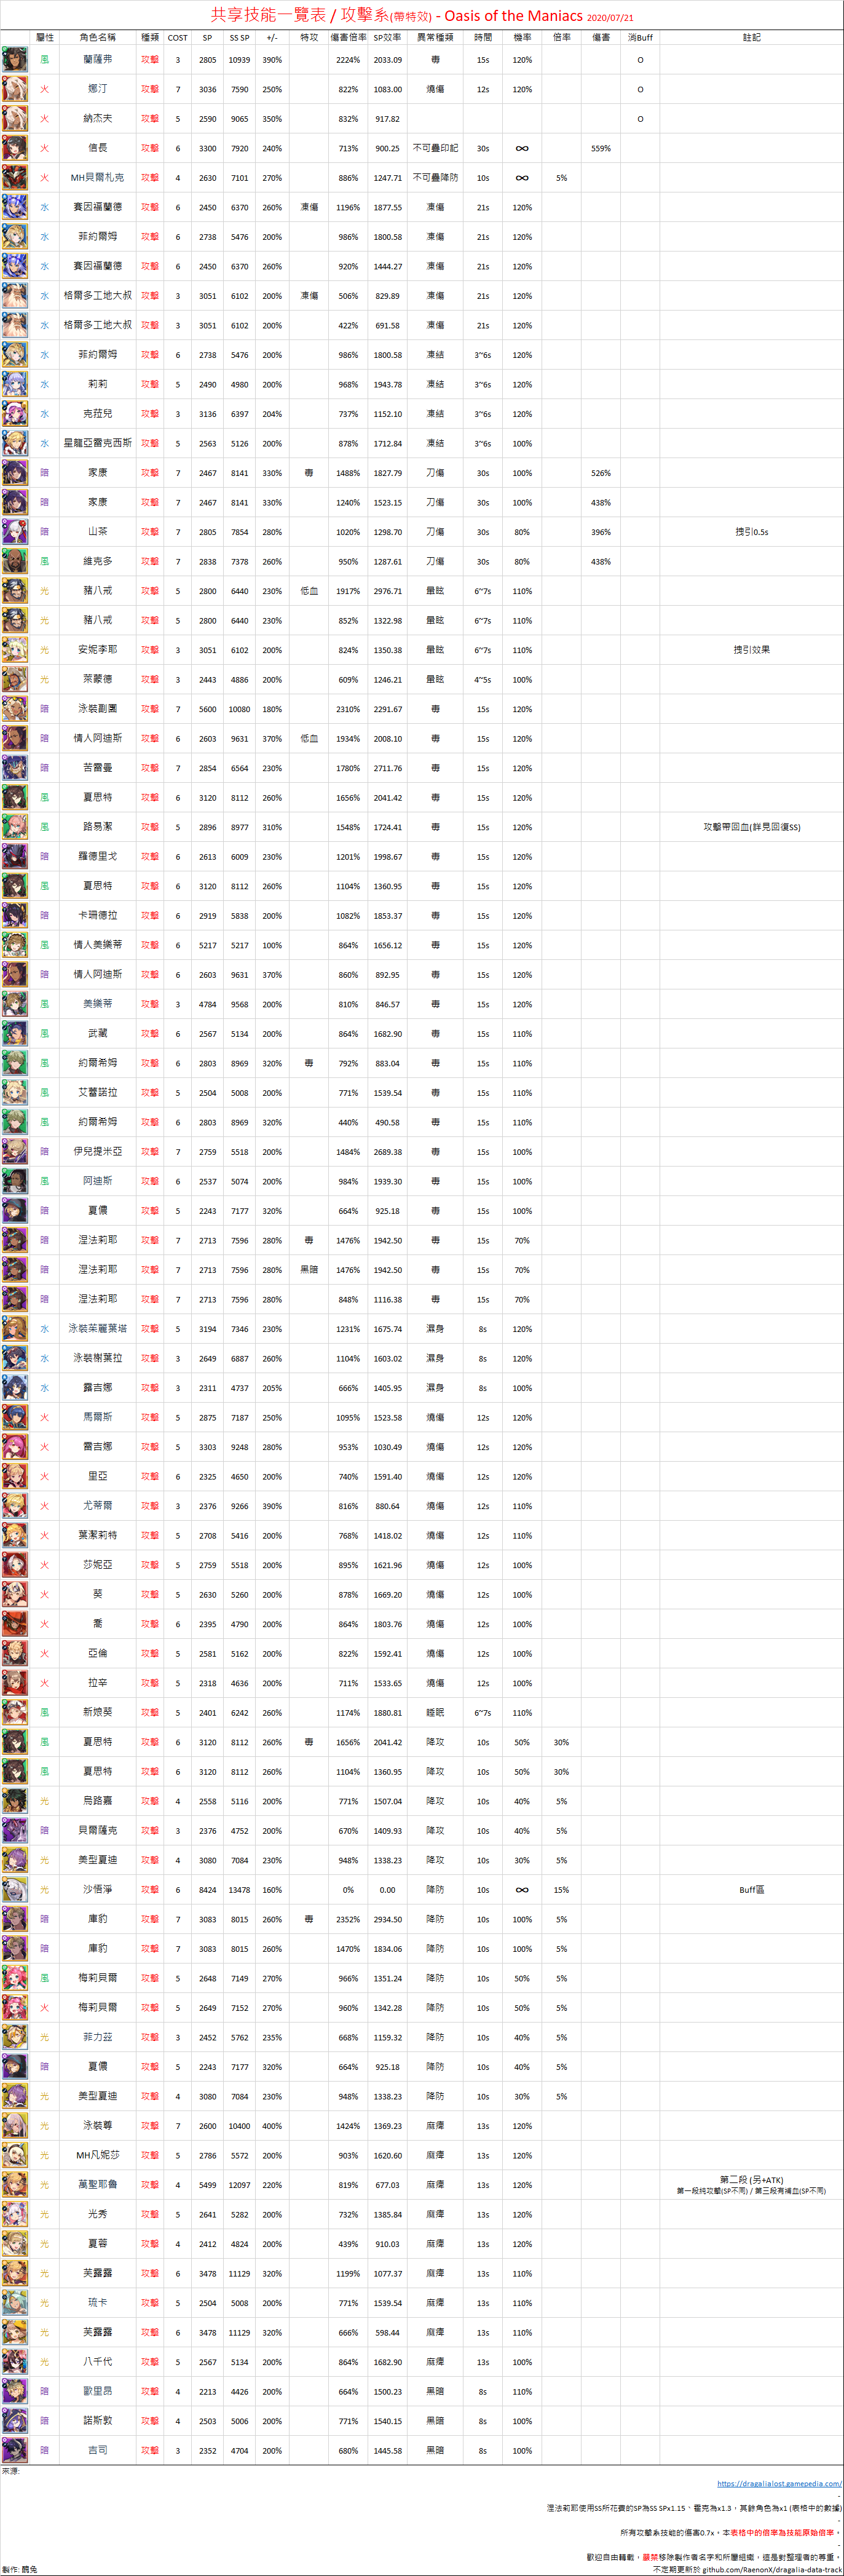 共享技能一覽表 / 攻擊系(帶特效) - Oasis of the Maniacs 2020/07/21
屬性 角色名稱 種類 COST SP SS SP +/- 特攻 傷害倍率 SP效率 異常種類 時間 機率 倍率 傷害 消Buff 註記
風 蘭薩弗 攻擊 3 2805 10939 390% 2224% 2033.09 毒 15s 120% O
火 娜汀 攻擊 7 3036 7590 250% 822% 1083.00 燒傷 12s 120% O
火 納杰夫 攻擊 5 2590 9065 350% 832% 917.82 O
火 信長 攻擊 6 3300 7920 240% 713% 900.25 不可疊印記 30s ∞ 559%
火 MH貝爾札克 攻擊 4 2630 7101 270% 886% 1247.71 不可疊降防 10s ∞ 5%
水 賽因福蘭德 攻擊 6 2450 6370 260% 凍傷 1196% 1877.55 凍傷 21s 120%
水 菲約爾姆 攻擊 6 2738 5476 200% 986% 1800.58 凍傷 21s 120%
水 賽因福蘭德 攻擊 6 2450 6370 260% 920% 1444.27 凍傷 21s 120%
水 格爾多工地大叔 攻擊 3 3051 6102 200% 凍傷 506% 829.89 凍傷 21s 120%
水 格爾多工地大叔 攻擊 3 3051 6102 200% 422% 691.58 凍傷 21s 120%
水 菲約爾姆 攻擊 6 2738 5476 200% 986% 1800.58 凍結 3~6s 120%
水 莉莉 攻擊 5 2490 4980 200% 968% 1943.78 凍結 3~6s 120%
水 克菈兒 攻擊 3 3136 6397 204% 737% 1152.10 凍結 3~6s 120%
水 星龍亞雷克西斯 攻擊 5 2563 5126 200% 878% 1712.84 凍結 3~6s 100%
暗 家康 攻擊 7 2467 8141 330% 毒 1488% 1827.79 刀傷 30s 100% 526%
暗 家康 攻擊 7 2467 8141 330% 1240% 1523.15 刀傷 30s 100% 438%
暗 山茶 攻擊 7 2805 7854 280% 1020% 1298.70 刀傷 30s 80% 396% 拽引0.5s
風 維克多 攻擊 7 2838 7378 260% 950% 1287.61 刀傷 30s 80% 438%
光 豬八戒 攻擊 5 2800 6440 230% 低血 1917% 2976.71 暈眩 6~7s 110%
光 豬八戒 攻擊 5 2800 6440 230% 852% 1322.98 暈眩 6~7s 110%
光 安妮李耶 攻擊 3 3051 6102 200% 824% 1350.38 暈眩 6~7s 110% 拽引效果
光 萊蒙德 攻擊 3 2443 4886 200% 609% 1246.21 暈眩 4~5s 100%
暗 泳裝副團 攻擊 7 5600 10080 180% 2310% 2291.67 毒 15s 120%
暗 情人阿迪斯 攻擊 6 2603 9631 370% 低血 1934% 2008.10 毒 15s 120%
暗 苦雷曼 攻擊 7 2854 6564 230% 1780% 2711.76 毒 15s 120%
風 夏思特 攻擊 6 3120 8112 260% 1656% 2041.42 毒 15s 120%
風 路易潔 攻擊 5 2896 8977 310% 1548% 1724.41 毒 15s 120% 攻擊帶回血(詳見回復SS)
暗 羅德里戈 攻擊 6 2613 6009 230% 1201% 1998.67 毒 15s 120%
風 夏思特 攻擊 6 3120 8112 260% 1104% 1360.95 毒 15s 120%
暗 卡珊德拉 攻擊 6 2919 5838 200% 1082% 1853.37 毒 15s 120%
風 情人美樂蒂 攻擊 6 5217 5217 100% 864% 1656.12 毒 15s 120%
暗 情人阿迪斯 攻擊 6 2603 9631 370% 860% 892.95 毒 15s 120%
風 美樂蒂 攻擊 3 4784 9568 200% 810% 846.57 毒 15s 120%
風 武藏 攻擊 6 2567 5134 200% 864% 1682.90 毒 15s 110%
風 約爾希姆 攻擊 6 2803 8969 320% 毒 792% 883.04 毒 15s 110%
風 艾蕾諾拉 攻擊 5 2504 5008 200% 771% 1539.54 毒 15s 110%
風 約爾希姆 攻擊 6 2803 8969 320% 440% 490.58 毒 15s 110%
暗 伊兒提米亞 攻擊 7 2759 5518 200% 1484% 2689.38 毒 15s 100%
風 阿迪斯 攻擊 6 2537 5074 200% 984% 1939.30 毒 15s 100%
暗 夏儂 攻擊 5 2243 7177 320% 664% 925.18 毒 15s 100%
暗 涅法莉耶 攻擊 7 2713 7596 280% 毒 1476% 1942.50 毒 15s 70%
暗 涅法莉耶 攻擊 7 2713 7596 280% 黑暗 1476% 1942.50 毒 15s 70%
暗 涅法莉耶 攻擊 7 2713 7596 280% 848% 1116.38 毒 15s 70%
水 泳裝茱麗葉塔 攻擊 5 3194 7346 230% 1231% 1675.74 濕身 8s 120%
水 泳裝榭葉拉 攻擊 3 2649 6887 260% 1104% 1603.02 濕身 8s 120%
水 露吉娜 攻擊 3 2311 4737 205% 666% 1405.95 濕身 8s 100%
火 馬爾斯 攻擊 5 2875 7187 250% 1095% 1523.58 燒傷 12s 120%
火 雷吉娜 攻擊 5 3303 9248 280% 953% 1030.49 燒傷 12s 120%
火 里亞 攻擊 6 2325 4650 200% 740% 1591.40 燒傷 12s 120%
火 尤蒂爾 攻擊 3 2376 9266 390% 816% 880.64 燒傷 12s 110%
火 葉潔莉特 攻擊 5 2708 5416 200% 768% 1418.02 燒傷 12s 110%
火 莎妮亞 攻擊 5 2759 5518 200% 895% 1621.96 燒傷 12s 100%
火 葵 攻擊 5 2630 5260 200% 878% 1669.20 燒傷 12s 100%
火 喬 攻擊 6 2395 4790 200% 864% 1803.76 燒傷 12s 100%
火 亞倫 攻擊 5 2581 5162 200% 822% 1592.41 燒傷 12s 100%
火 拉辛 攻擊 5 2318 4636 200% 711% 1533.65 燒傷 12s 100%
風 新娘葵 攻擊 5 2401 6242 260% 1174% 1880.81 睡眠 6~7s 110%
風 夏思特 攻擊 6 3120 8112 260% 毒 1656% 2041.42 降攻 10s 50% 30%
風 夏思特 攻擊 6 3120 8112 260% 1104% 1360.95 降攻 10s 50% 30%
光 烏路嘉 攻擊 4 2558 5116 200% 771% 1507.04 降攻 10s 40% 5%
暗 貝爾薩克 攻擊 3 2376 4752 200% 670% 1409.93 降攻 10s 40% 5%
光 美型夏迪 攻擊 4 3080 7084 230% 948% 1338.23 降攻 10s 30% 5%
光 沙悟淨 攻擊 6 8424 13478 160% 0% 0.00 降防 10s ∞ 15% Buff區
暗 庫豹 攻擊 7 3083 8015 260% 毒 2352% 2934.50 降防 10s 100% 5%
暗 庫豹 攻擊 7 3083 8015 260% 1470% 1834.06 降防 10s 100% 5%
風 梅莉貝爾 攻擊 5 2648 7149 270% 966% 1351.24 降防 10s 50% 5%
火 梅莉貝爾 攻擊 5 2649 7152 270% 960% 1342.28 降防 10s 50% 5%
光 菲力茲 攻擊 3 2452 5762 235% 668% 1159.32 降防 10s 40% 5%
暗 夏儂 攻擊 5 2243 7177 320% 664% 925.18 降防 10s 40% 5%
光 美型夏迪 攻擊 4 3080 7084 230% 948% 1338.23 降防 10s 30% 5%
光 泳裝尊 攻擊 7 2600 10400 400% 1424% 1369.23 麻痺 13s 120%
光 MH凡妮莎 攻擊 5 2786 5572 200% 903% 1620.60 麻痺 13s 120%
光 萬聖耶魯 攻擊 4 5499 12097 220% 819% 677.03 麻痺 13s 120% 第二段 (另+ATK)
第一段純攻擊(SP不同) / 第三段有補血(SP不同)
光 光秀 攻擊 5 2641 5282 200% 732% 1385.84 麻痺 13s 120%
光 夏蓉 攻擊 4 2412 4824 200% 439% 910.03 麻痺 13s 120%
光 芙露露 攻擊 6 3478 11129 320% 1199% 1077.37 麻痺 13s 110%
光 琉卡 攻擊 5 2504 5008 200% 771% 1539.54 麻痺 13s 110%
光 芙露露 攻擊 6 3478 11129 320% 666% 598.44 麻痺 13s 110%
光 八千代 攻擊 5 2567 5134 200% 864% 1682.90 麻痺 13s 100%
暗 歐里昂 攻擊 4 2213 4426 200% 664% 1500.23 黑暗 8s 110%
暗 諾斯敦 攻擊 4 2503 5006 200% 771% 1540.15 黑暗 8s 100%
暗 吉司 攻擊 3 2352 4704 200% 680% 1445.58 黑暗 8s 100%
來源:
https://dragalialost.gamepedia.com/
-
涅法莉耶使用SS所花費的SP為SS SPx1.15、霍克為x1.3，其餘角色為x1 (表格中的數據)
-
所有攻擊系技能的傷害0.7x，本表格中的倍率為技能原始倍率。
-
歡迎自由轉載，嚴禁移除製作者名字和所屬組織，這是對整理者的尊重。
製作: 龍兔 不定期更新於 github.com/RaenonX/dragalia-data-track